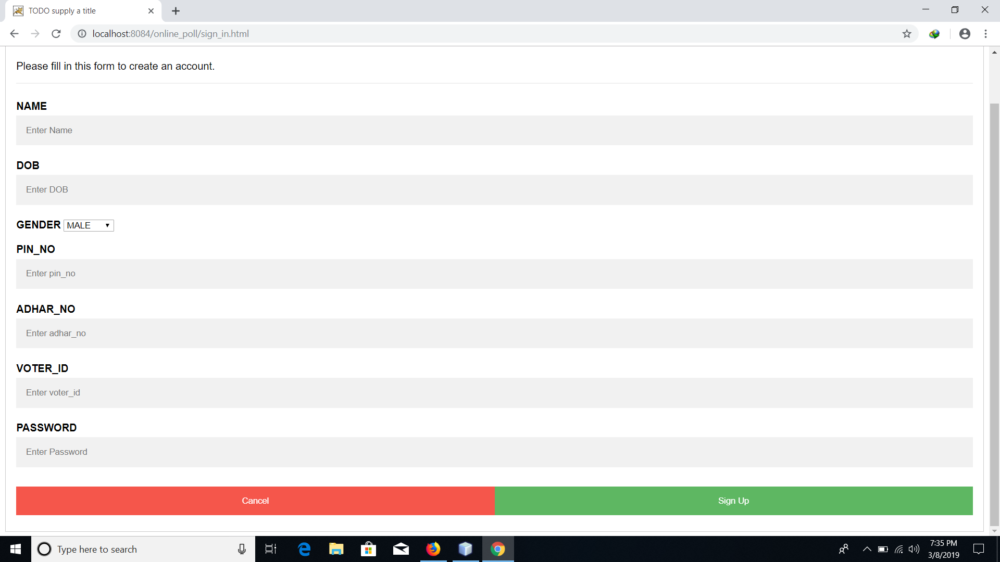 TODO supply a title
localhost:8084/online_poll/sign_in.html
Please fill in this form to create an account.
NAME
Enter Name
DOB
Enter DOB
GENDER MALE
PIN_NO
Enter pin_no
ADHAR_NO
Enter adhar_no
VOTER_ID
Enter voter_id
PASSWORD
Enter Password
Cancel Sign Up
Type here to search
7:35 PM
3/8/2019